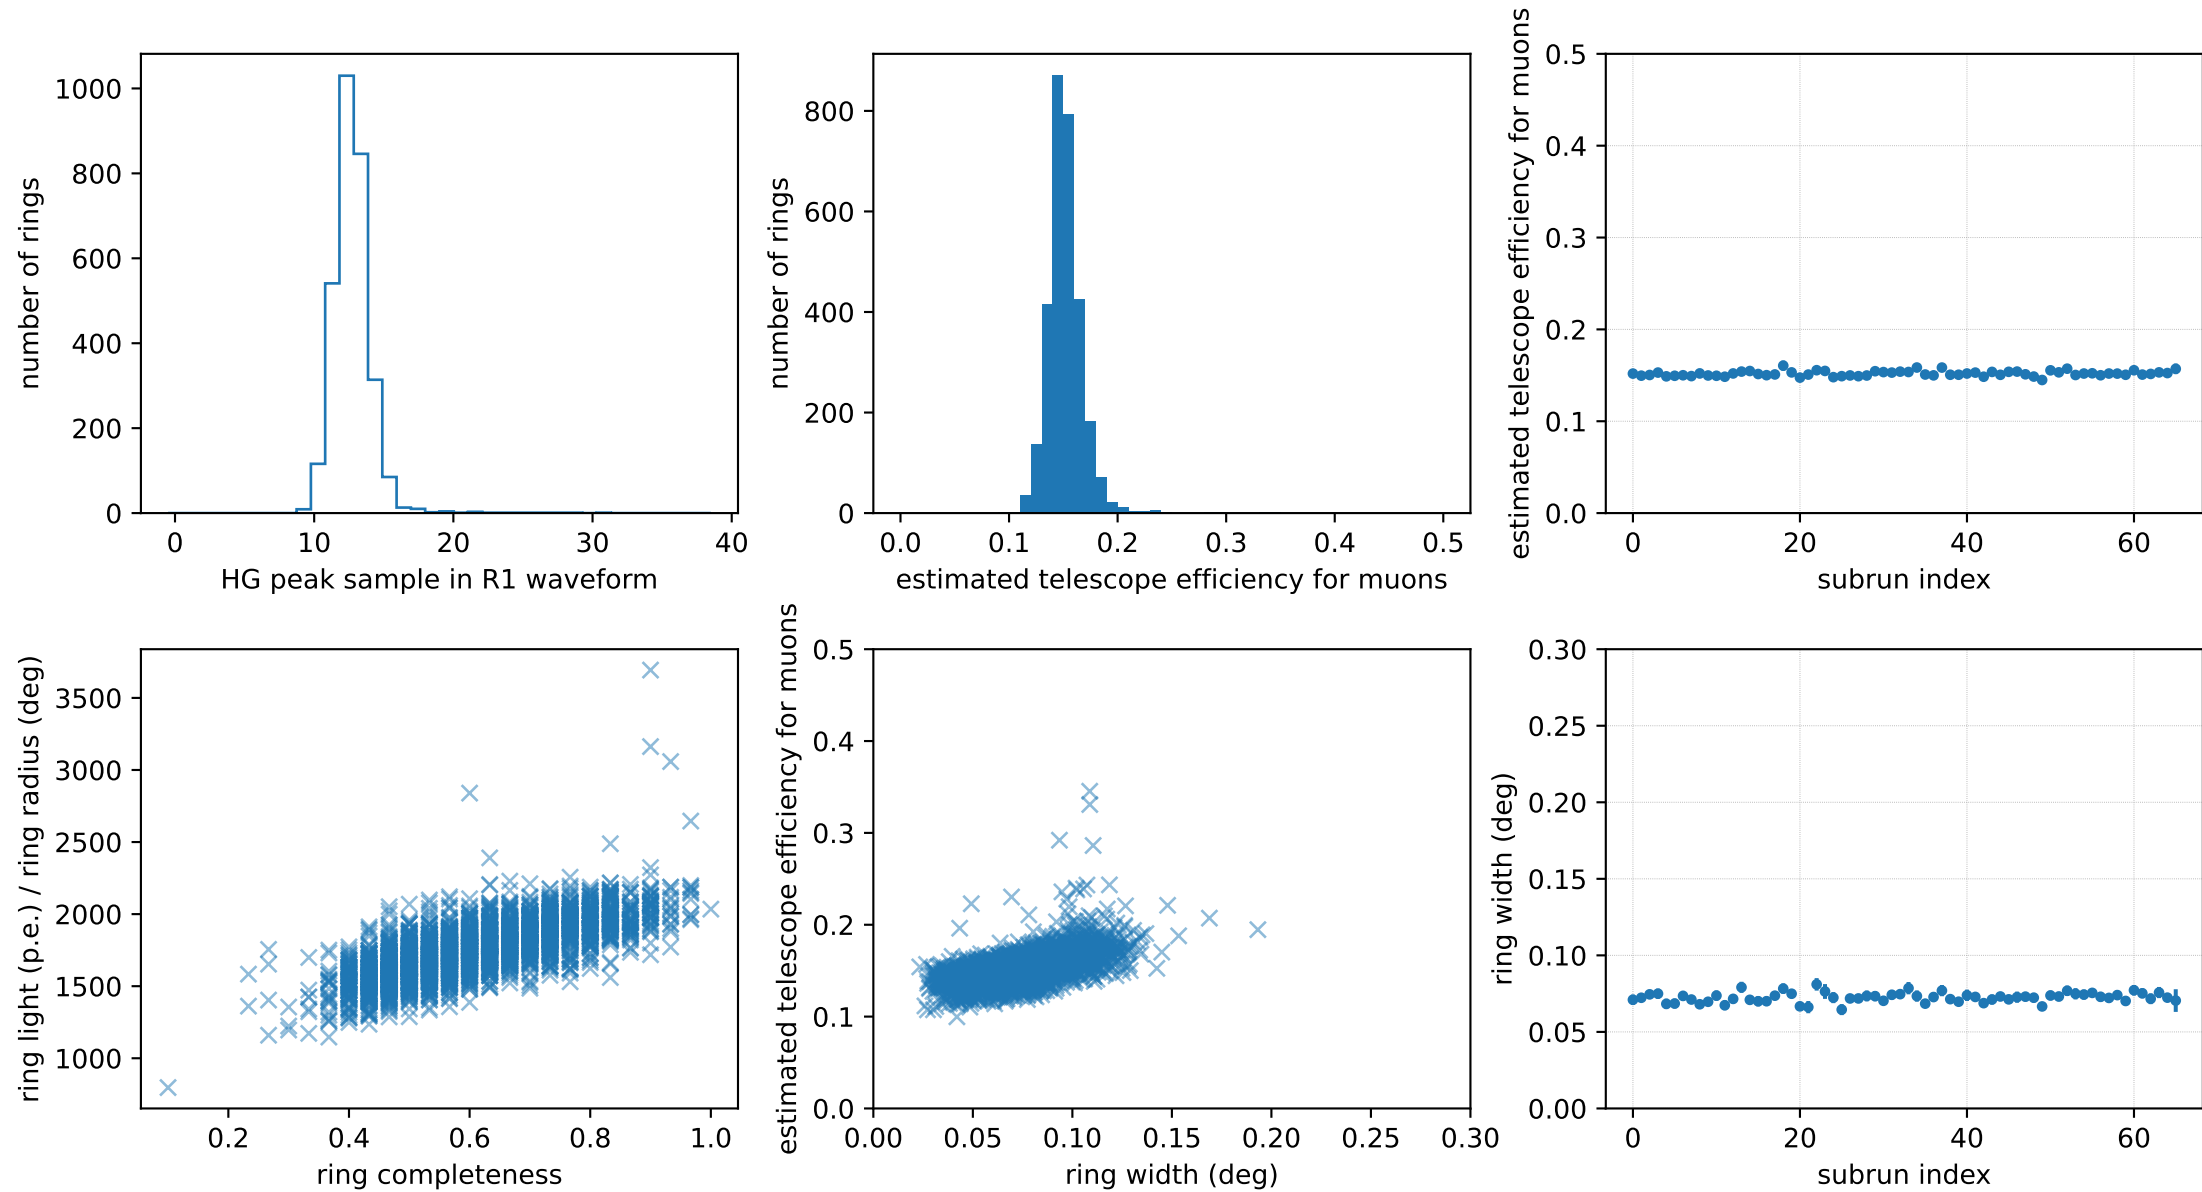 number of rings
1000
800
600
400
200
0
0 10 20 30 40
HG peak sample in R1 waveform
number of rings
800
600
400
200
0
0.0 0.1 0.2 0.3 0.4 0.5
estimated telescope efficiency for muons
estimated telescope efficiency for muons
0.5
0.4
0.3
0.2
0.1
0.0
0 20 40 60
subrun index
ring light (p.e.) / ring radius (deg)
3500
3000
2500
2000
1500
1000
0.2 0.4 0.6 0.8 1.0
ring completeness
estimated telescope efficiency for muons
0.5
0.4
0.3
0.2
0.1
0.0
0.00 0.05 0.10 0.15 0.20 0.25 0.30
ring width (deg)
ring width (deg)
0.30
0.25
0.20
0.15
0.10
0.05
0.00
0 20 40 60
subrun index